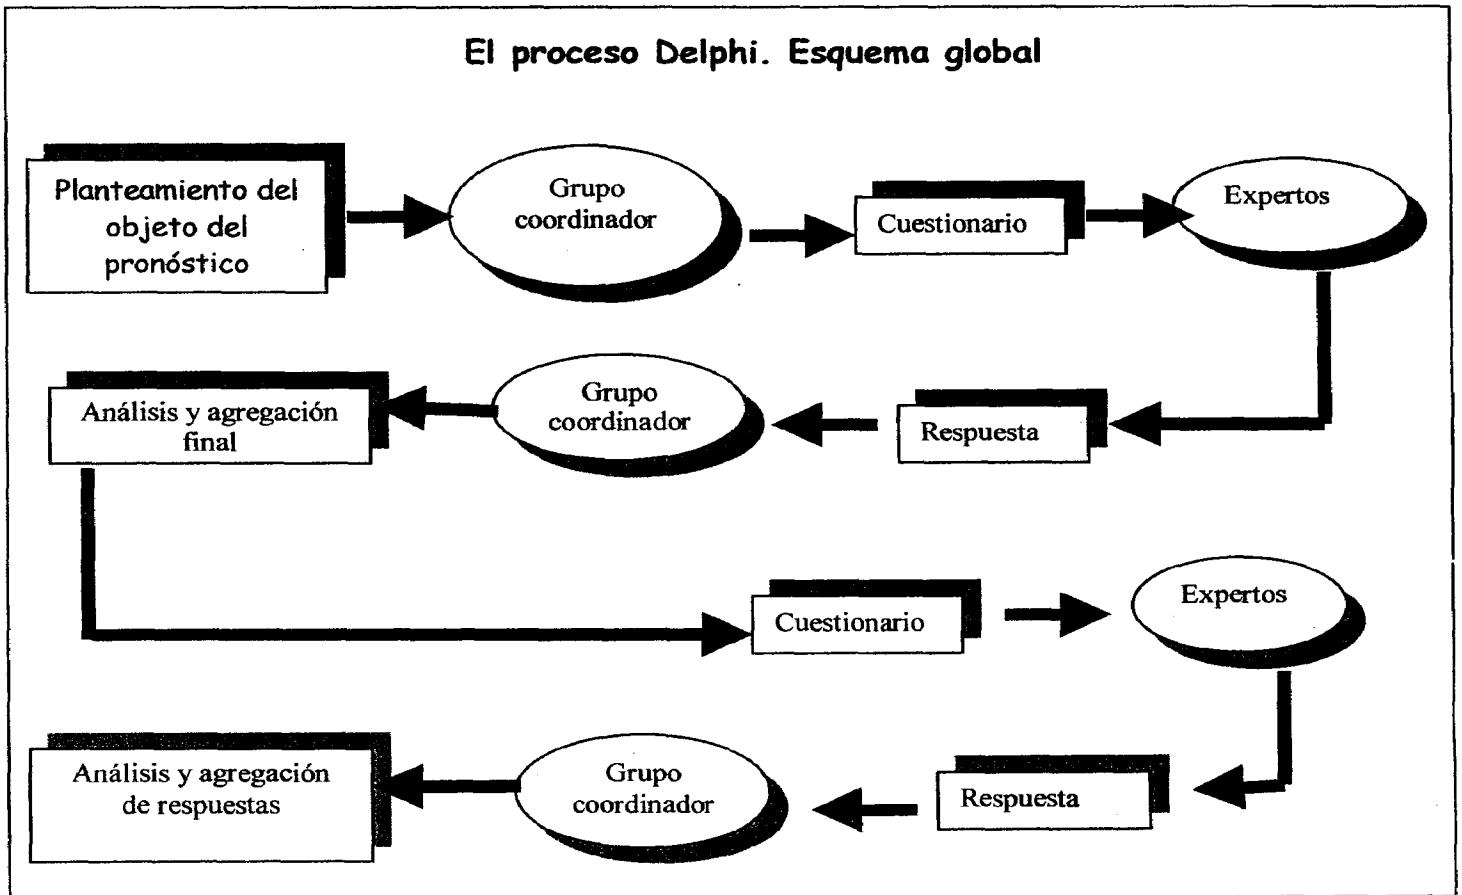 El proceso Delphi. Esquema global
Planteamiento del
objeto del
pronóstico
Grupo
coordinador
Cuestionario
Expertos
Análisis y agregación
final
Grupo
coordinador
Respuesta
Cuestionario
Expertos
Análisis y agregación
de respuestas
Grupo
coordinador
Respuesta